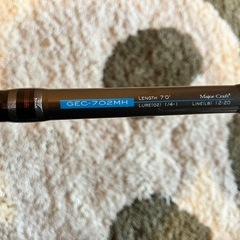 GEC-702MH
LENGTH 7'0"
LURE(OZ) 1/4-1
Major Craft
LINE(LB) 12-20